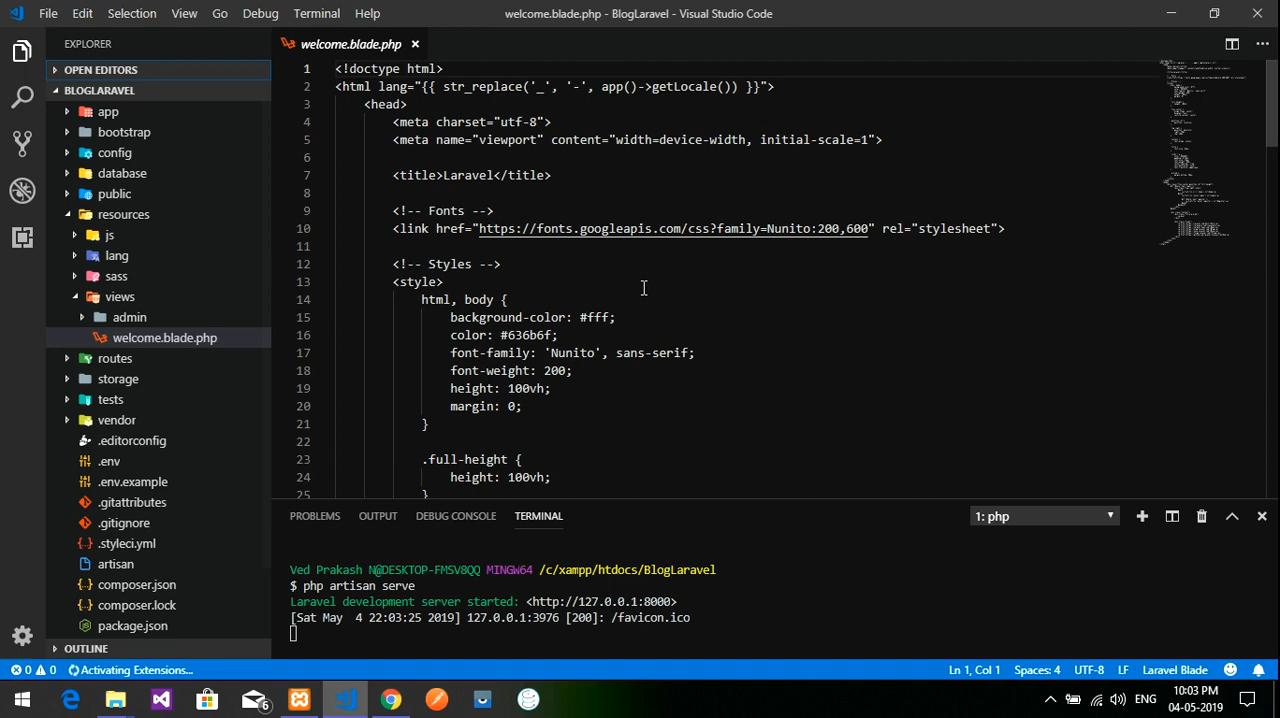 File Edit Selection View Go Debug Terminal Help
welcome.blade.php - BlogLaravel - Visual Studio Code
EXPLORER
OPEN EDITORS
BLOGLARAVEL
app
bootstrap
config
database
public
resources
js
lang
sass
views
admin
welcome.blade.php
routes
storage
tests
vendor
.editorconfig
.env
.env.example
.gitattributes
.gitignore
.styleci.yml
artisan
composer.json
composer.lock
package.json
OUTLINE
welcome.blade.php
1 <!doctype html>
2 <html lang="{{ str_replace('_', '-', app()->getLocale()) }}">
3 <head>
4 <meta charset="utf-8">
5 <meta name="viewport" content="width=device-width, initial-scale=1">
6
7 <title>Laravel</title>
8
9 <!-- Fonts -->
10 <link href="https://fonts.googleapis.com/css?family=Nunito:200,600" rel="stylesheet">
11
12 <!-- Styles -->
13 <style>
14 html, body {
15 background-color: #fff;
16 color: #636b6f;
17 font-family: 'Nunito', sans-serif;
18 font-weight: 200;
19 height: 100vh;
20 margin: 0;
21 }
22
23 .full-height {
24 height: 100vh;
25 }
PROBLEMS OUTPUT DEBUG CONSOLE TERMINAL 1: php
Ved Prakash N@DESKTOP-FMSV8QQ MINGW64 /c/xampp/htdocs/BlogLaravel
$ php artisan serve
Laravel development server started: <http://127.0.0.1:8000>
[Sat May 4 22:03:25 2019] 127.0.0.1:3976 [200]: /favicon.ico
0 0 Activating Extensions... Ln 1, Col 1 Spaces: 4 UTF-8 LF Laravel Blade
6 ENG 10:03 PM
04-05-2019